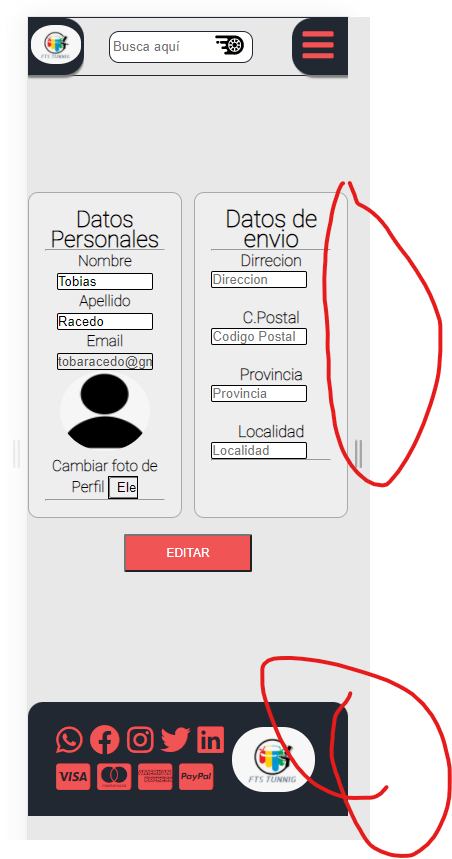 FTS TUNNIG
Busca aquí
Datos
Personales
Nombre
Tobias
Apellido
Racedo
Email
tobaracedo@gn
Cambiar foto de
Perfil Ele
Datos de
envio
Dirrecion
Direccion
C.Postal
Codigo Postal
Provincia
Provincia
Localidad
Localidad
EDITAR
VISA
AMERICAN
EXPRESS
PayPal
FTS TUNNIG